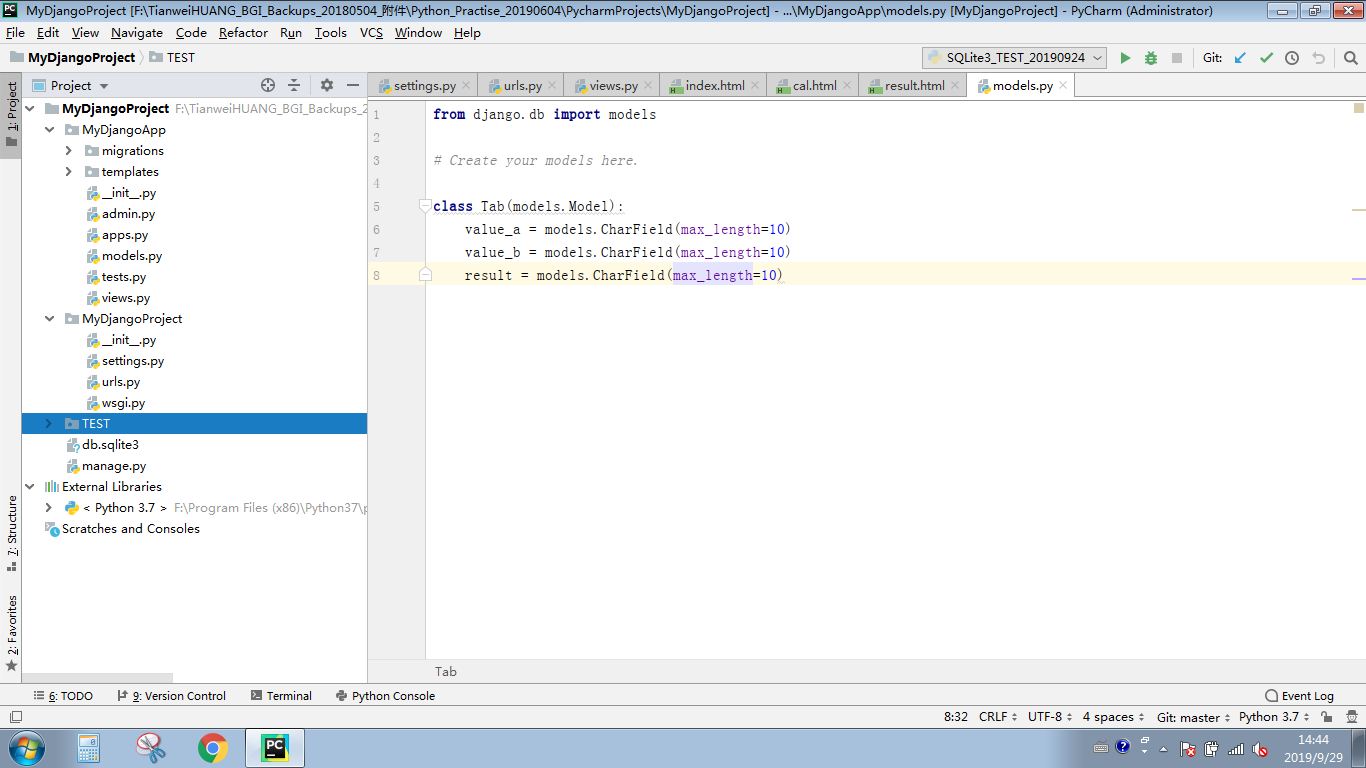 MyDjangoProject [F:\TianweiHUANG_BGI_Backups_20180504_附件\Python_Practise_20190604\PycharmProjects\MyDjangoProject] - ...\MyDjangoApp\models.py [MyDjangoProject] - PyCharm (Administrator)
File Edit View Navigate Code Refactor Run Tools VCS Window Help
MyDjangoProject TEST SQLite3_TEST_20190924 Git:
1: Project
Project
settings.py urls.py views.py index.html cal.html result.html models.py
MyDjangoProject F:\TianweiHUANG_BGI_Backups_2
MyDjangoApp
migrations
templates
__init__.py
admin.py
apps.py
models.py
tests.py
views.py
MyDjangoProject
__init__.py
settings.py
urls.py
wsgi.py
TEST
db.sqlite3
manage.py
External Libraries
< Python 3.7 > F:\Program Files (x86)\Python37\p
Scratches and Consoles
7: Structure
2: Favorites
1 from django.db import models
2
3 # Create your models here.
4
5 class Tab(models.Model):
6 value_a = models.CharField(max_length=10)
7 value_b = models.CharField(max_length=10)
8 result = models.CharField(max_length=10)
Tab
6: TODO 9: Version Control Terminal Python Console Event Log
8:32 CRLF UTF-8 4 spaces Git: master Python 3.7
14:44
2019/9/29